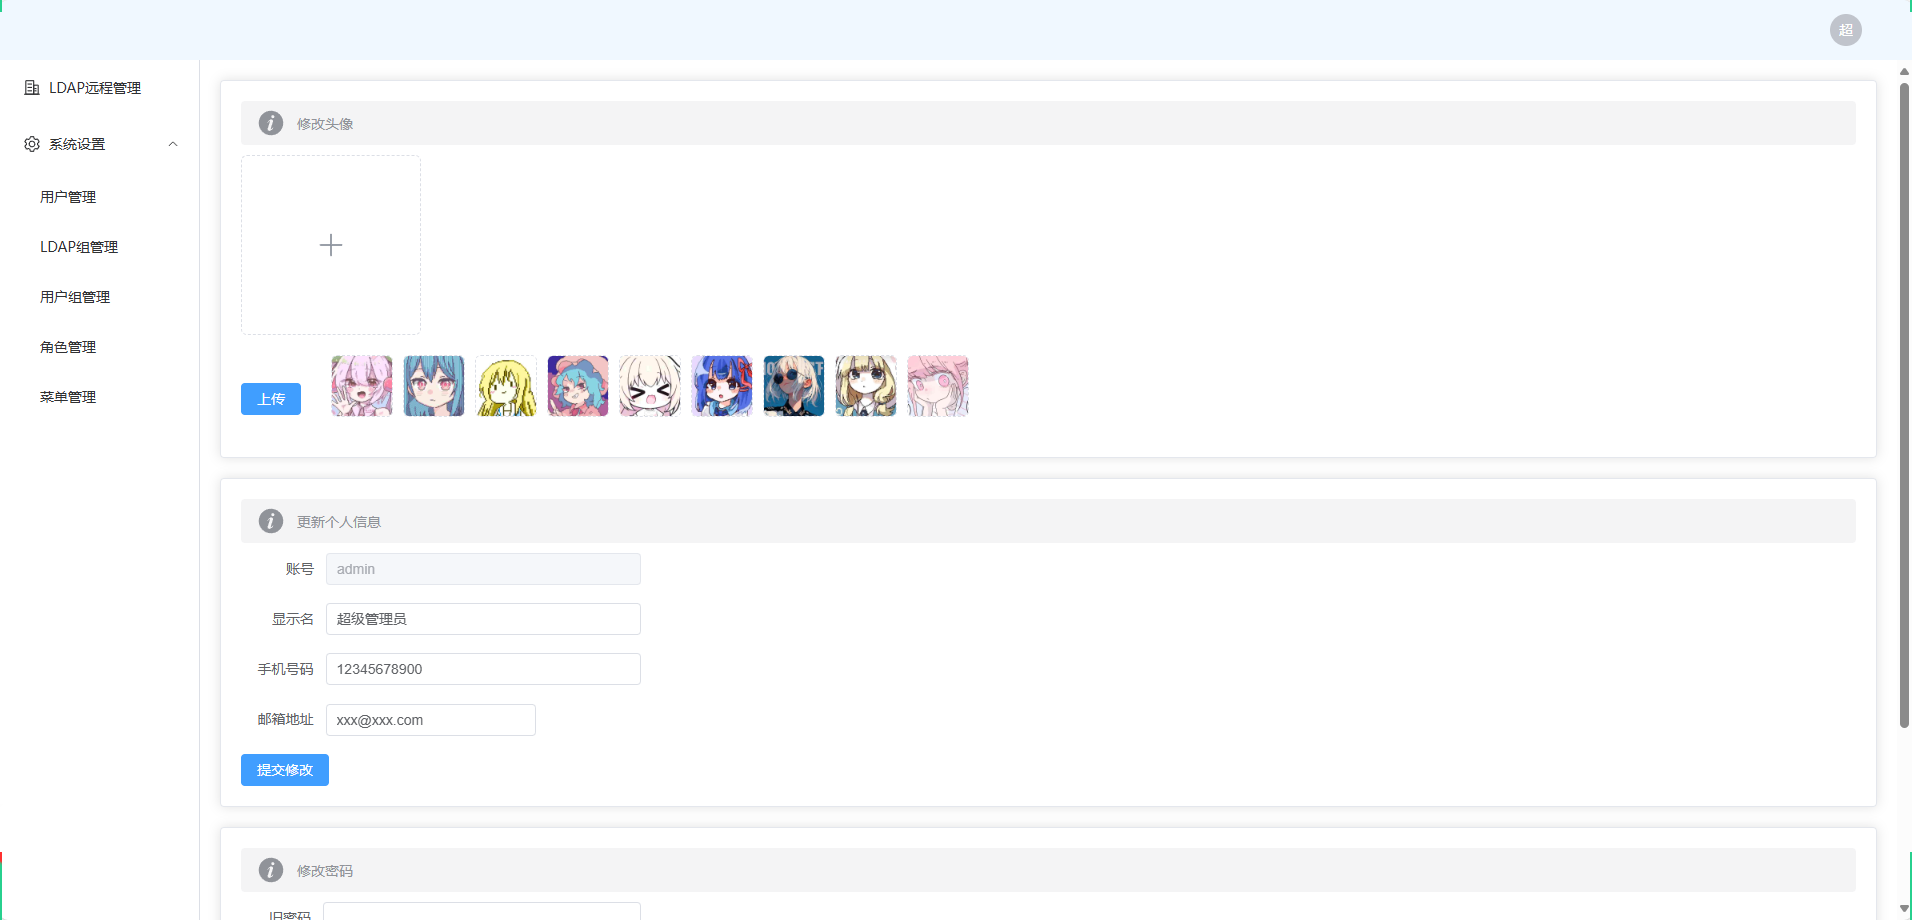 超
LDAP远程管理
系统设置
用户管理
LDAP组管理
用户组管理
角色管理
菜单管理
修改头像
上传
更新个人信息
账号 admin
显示名 超级管理员
手机号码 12345678900
邮箱地址 xxx@xxx.com
提交修改
修改密码
旧密码